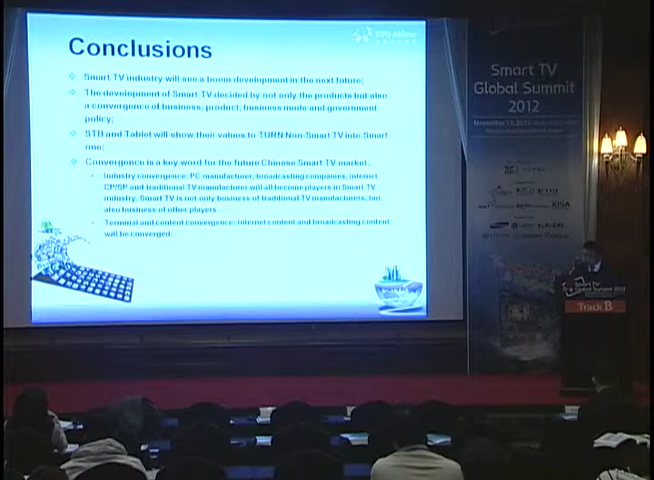 Conclusions
Smart TV industry will see a boom development in the next future;
The development of Smart TV decided by not only the products but also
a convergence of business, product, business mode and government
policy;
STB and Tablet will show their values to TURN Non-Smart TV into Smart
one;
Convergence is a key word for the future Chinese Smart TV market.
Industry convergence: PC manufacturer, broadcasting companies, internet
CP/SP and traditional TV manufacturer will all become players in Smart TV
industry. Smart TV is not only business of traditional TV manufacturers, but
also business of other players.
Terminal and content convergence: Internet content and broadcasting content
will be converged.
Smart TV
Global Summit
2012
Smart TV
Global Summit 2012
Track B